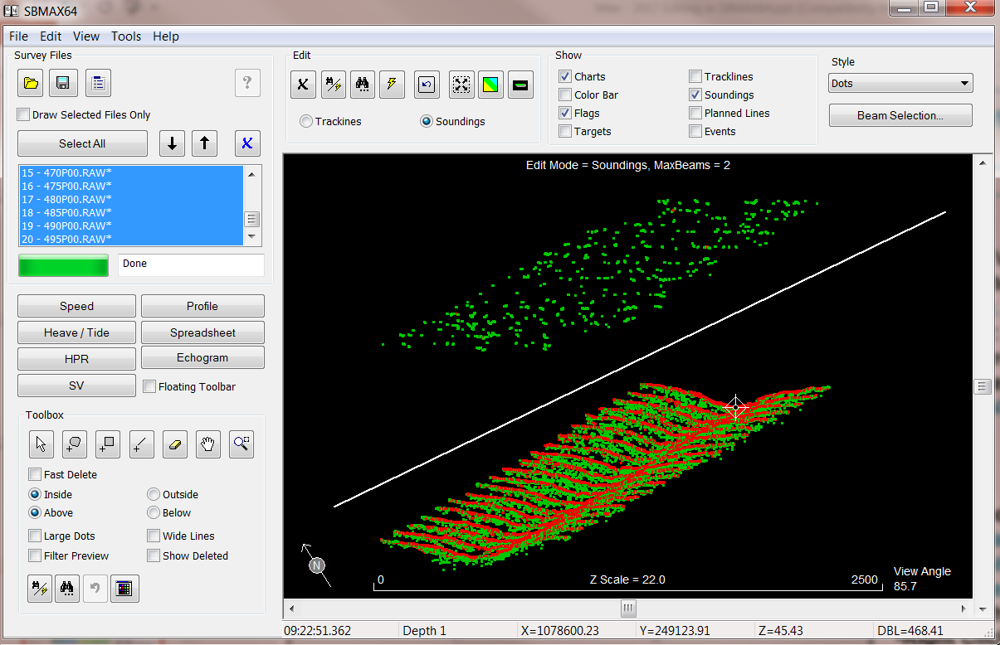 SBMAX64
File Edit View Tools Help
Survey Files
Draw Selected Files Only
Select All
15 - 470P00.RAW*
16 - 475P00.RAW*
17 - 480P00.RAW*
18 - 485P00.RAW*
19 - 490P00.RAW*
20 - 495P00.RAW*
Done
Speed
Profile
Heave / Tide
Spreadsheet
HPR
Echogram
SV
Floating Toolbar
Toolbox
Fast Delete
Inside
Outside
Above
Below
Large Dots
Wide Lines
Filter Preview
Show Deleted
Edit
Trackines
Soundings
Show
Charts
Tracklines
Color Bar
Soundings
Flags
Planned Lines
Targets
Events
Style
Dots
Beam Selection...
?
Edit Mode = Soundings, MaxBeams = 2
N
0
Z Scale = 22.0
2500
View Angle
85.7
09:22:51.362
Depth 1
X=1078600.23
Y=249123.91
Z=45.43
DBL=468.41